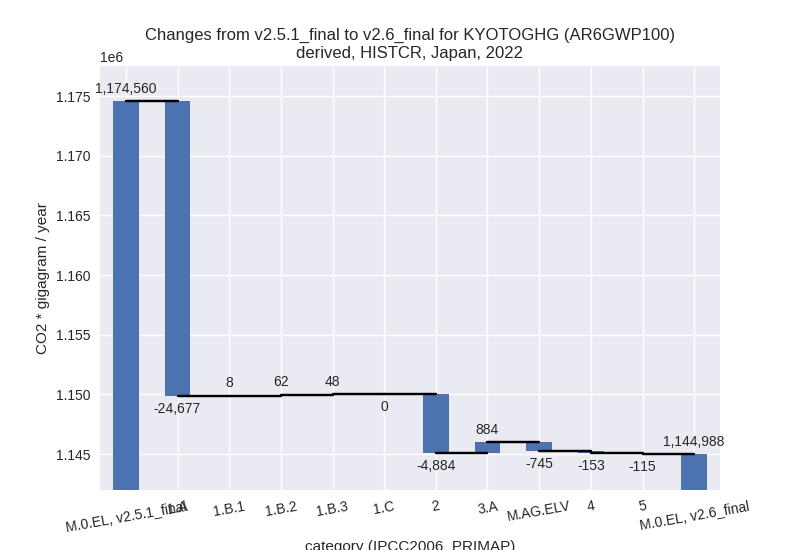 Changes from v2.5.1_final to v2.6_final for KYOTOGHG (AR6GWP100)
derived, HISTCR, Japan, 2022
1e6
1.175
1.170
1.165
1.160
1.155
1.150
1.145
CO2 * gigagram / year
1,174,560
-24,677
8
62
48
0
-4,884
884
-745
-153
-115
1,144,988
M.0.EL, v2.5.1_final
1.A
1.B.1
1.B.2
1.B.3
1.C
2
3.A
M.AG.ELV
4
5
M.0.EL, v2.6_final
category (IPCC2006_PRIMAP)